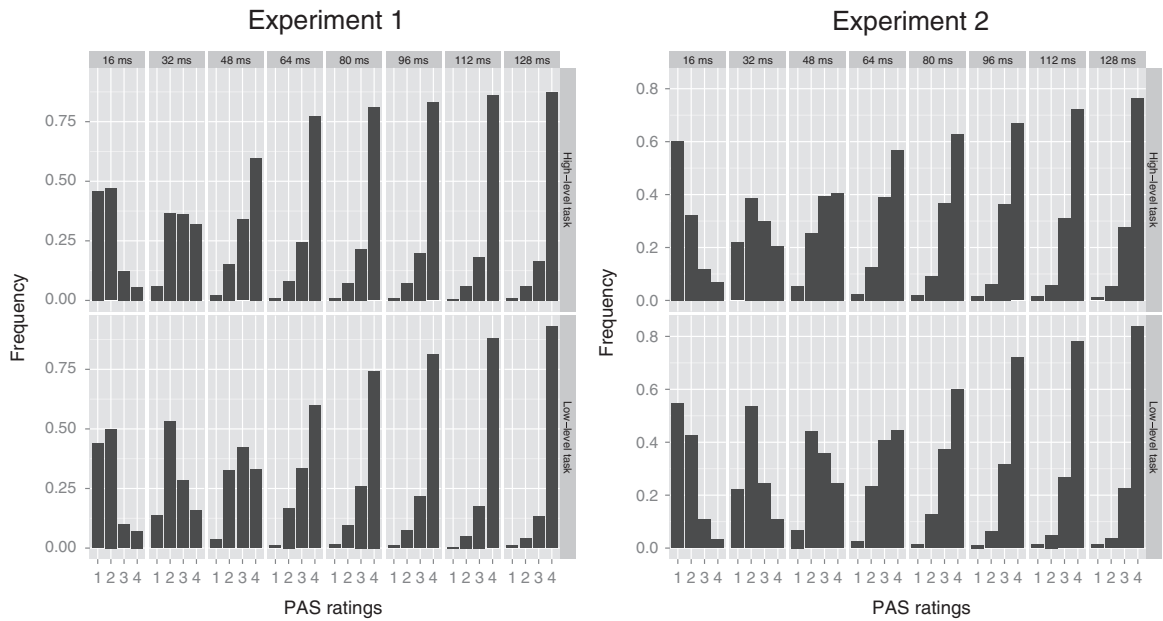 Experiment 1
16 ms 32 ms 48 ms 64 ms 80 ms 96 ms 112 ms 128 ms
0.75
0.50
0.25
0.00
High−level task
0.75
0.50
0.25
0.00
Low−level task
Frequency
1 2 3 4 1 2 3 4 1 2 3 4 1 2 3 4 1 2 3 4 1 2 3 4 1 2 3 4 1 2 3 4
PAS ratings
Experiment 2
16 ms 32 ms 48 ms 64 ms 80 ms 96 ms 112 ms 128 ms
0.8
0.6
0.4
0.2
0.0
High−level task
0.8
0.6
0.4
0.2
0.0
Low−level task
Frequency
1 2 3 4 1 2 3 4 1 2 3 4 1 2 3 4 1 2 3 4 1 2 3 4 1 2 3 4 1 2 3 4
PAS ratings